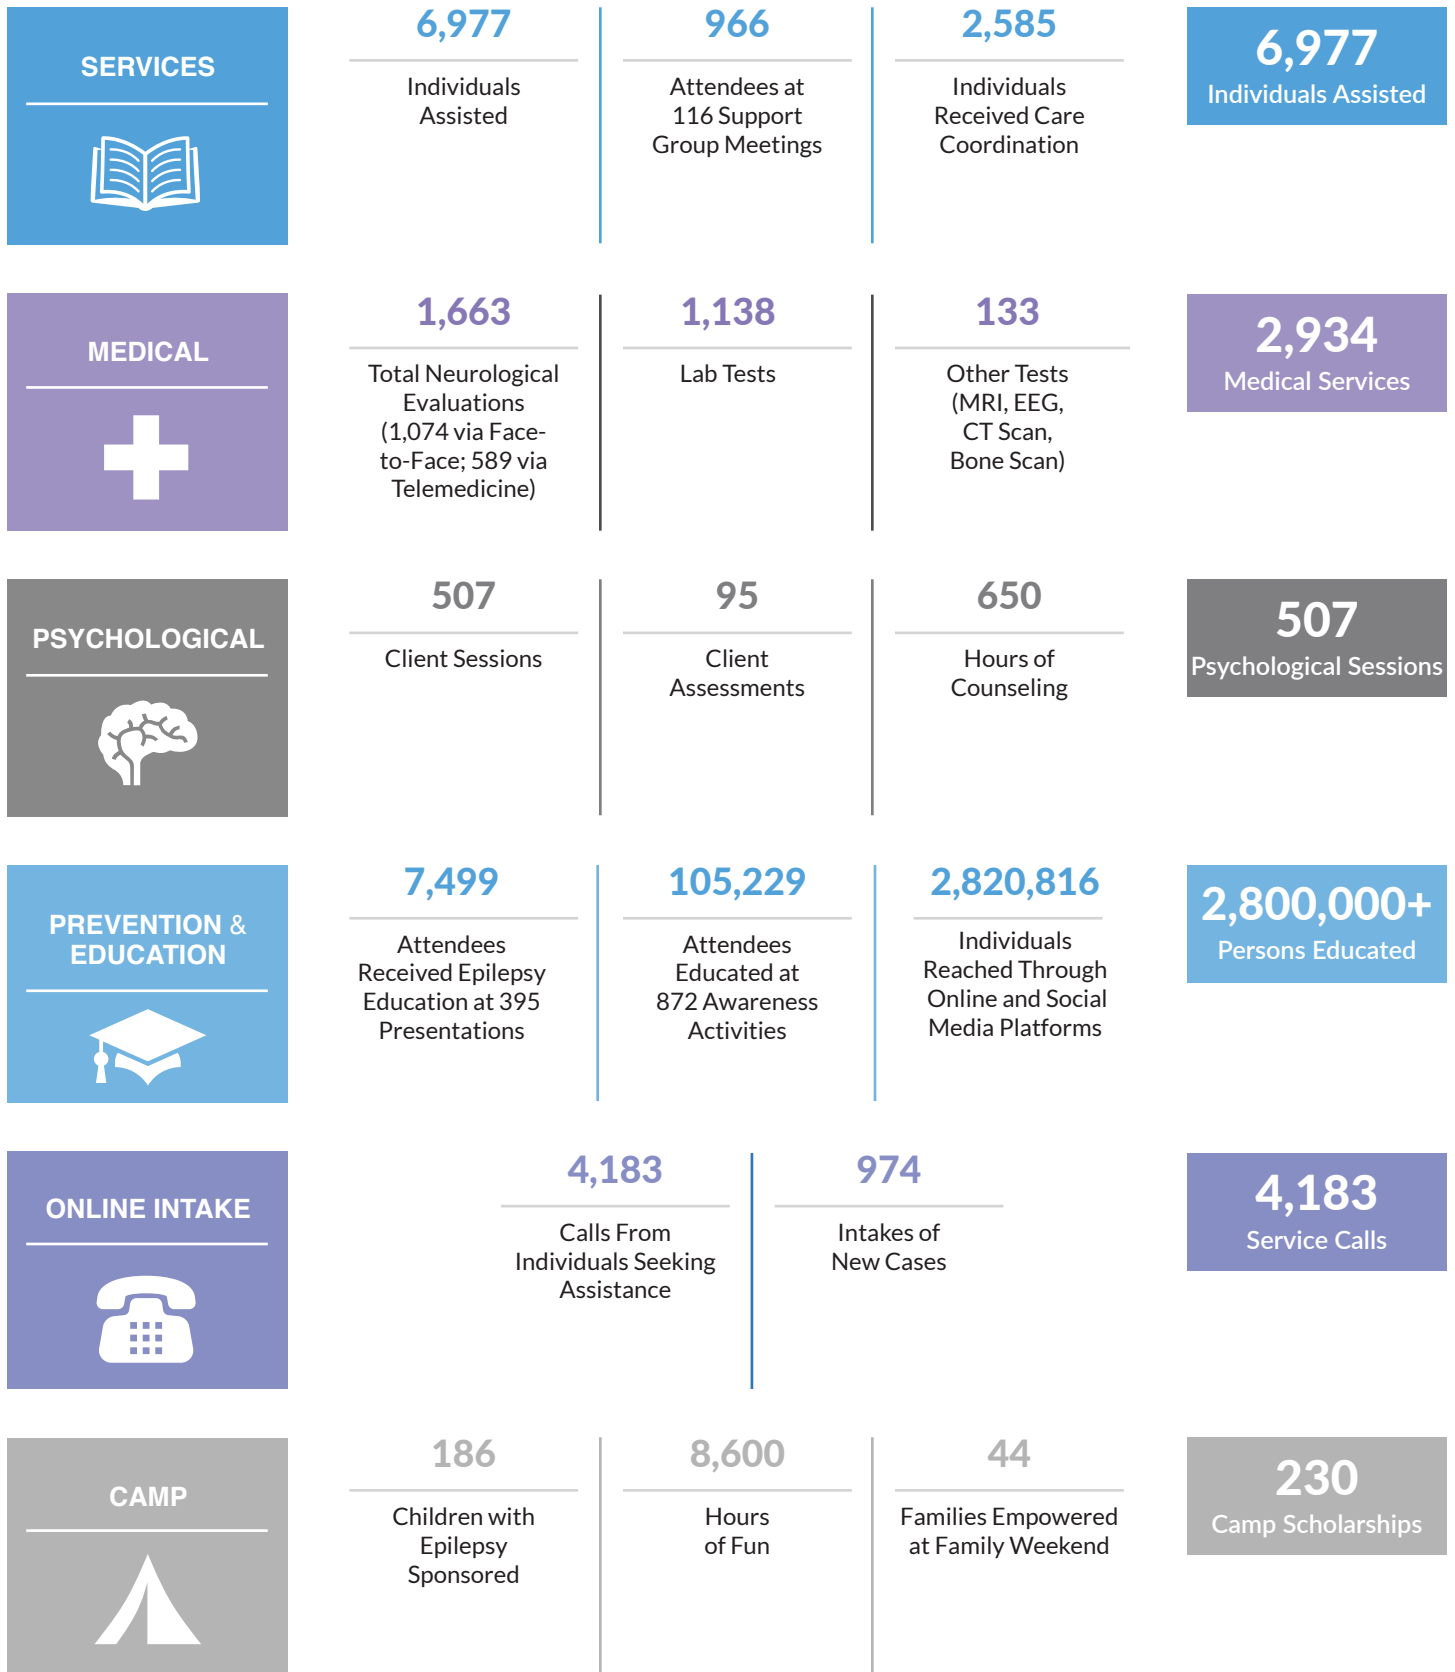 SERVICES
6,977
Individuals
Assisted
966
Attendees at
116 Support
Group Meetings
2,585
Individuals
Received Care
Coordination
6,977
Individuals Assisted
MEDICAL
1,663
Total Neurological
Evaluations
(1,074 via Face-
to-Face; 589 via
Telemedicine)
1,138
Lab Tests
133
Other Tests
(MRI, EEG,
CT Scan,
Bone Scan)
2,934
Medical Services
PSYCHOLOGICAL
507
Client Sessions
95
Client
Assessments
650
Hours of
Counseling
507
Psychological Sessions
PREVENTION &
EDUCATION
7,499
Attendees
Received Epilepsy
Education at 395
Presentations
105,229
Attendees
Educated at
872 Awareness
Activities
2,820,816
Individuals
Reached Through
Online and Social
Media Platforms
2,800,000+
Persons Educated
ONLINE INTAKE
4,183
Calls From
Individuals Seeking
Assistance
974
Intakes of
New Cases
4,183
Service Calls
CAMP
186
Children with
Epilepsy
Sponsored
8,600
Hours
of Fun
44
Families Empowered
at Family Weekend
230
Camp Scholarships